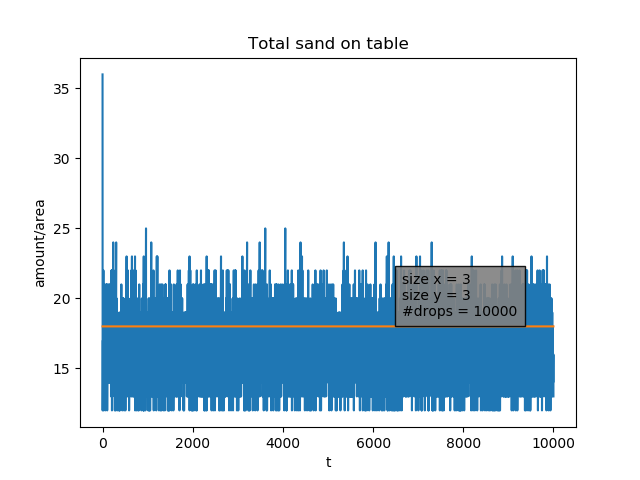 Total sand on table
amount/area
35
30
25
20
15
size x = 3
size y = 3
#drops = 10000
0 2000 4000 6000 8000 10000
t